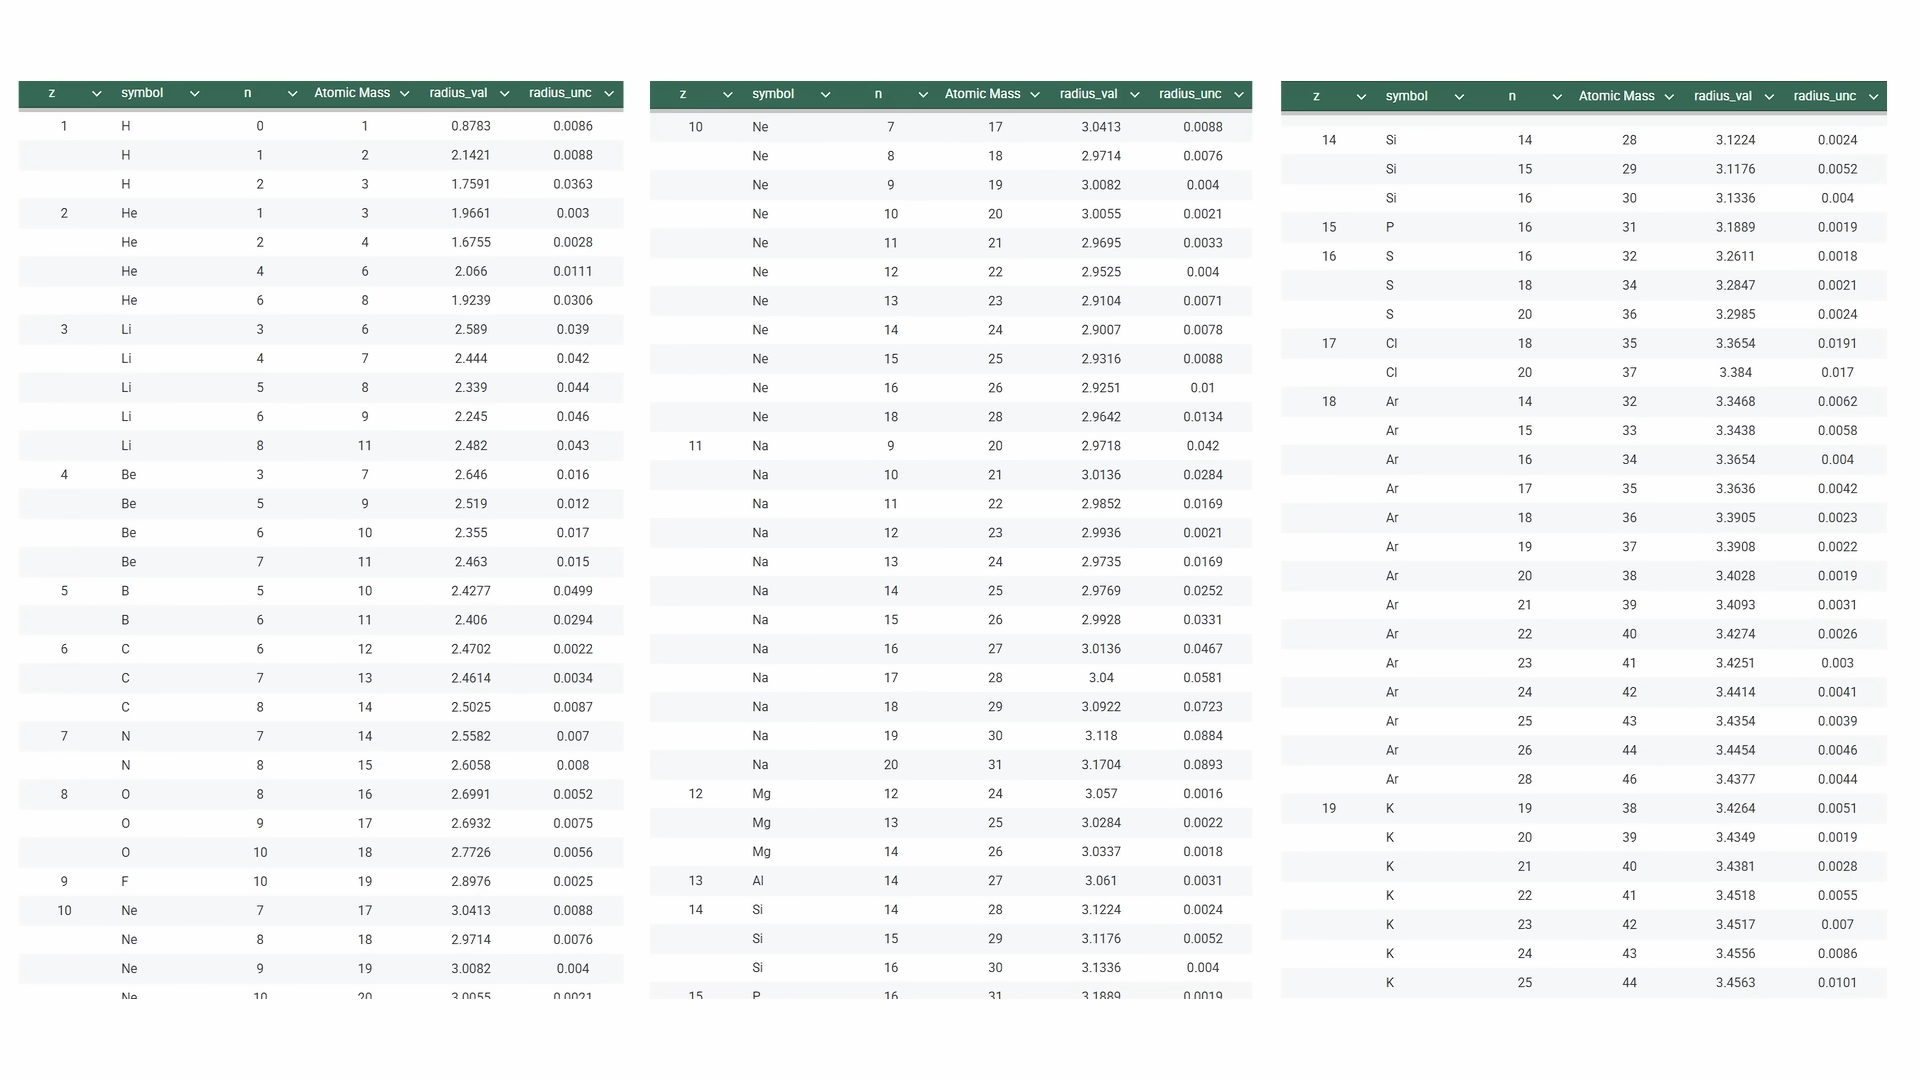 z symbol n Atomic Mass radius_val radius_unc
1 H 0 1 0.8783 0.0086
H 1 2 2.1421 0.0088
H 2 3 1.7591 0.0363
2 He 1 3 1.9661 0.003
He 2 4 1.6755 0.0028
He 4 6 2.066 0.0111
He 6 8 1.9239 0.0306
3 Li 3 6 2.589 0.039
Li 4 7 2.444 0.042
Li 5 8 2.339 0.044
Li 6 9 2.245 0.046
Li 8 11 2.482 0.043
4 Be 3 7 2.646 0.016
Be 5 9 2.519 0.012
Be 6 10 2.355 0.017
Be 7 11 2.463 0.015
5 B 5 10 2.4277 0.0499
B 6 11 2.406 0.0294
6 C 6 12 2.4702 0.0022
C 7 13 2.4614 0.0034
C 8 14 2.5025 0.0087
7 N 7 14 2.5582 0.007
N 8 15 2.6058 0.008
8 O 8 16 2.6991 0.0052
O 9 17 2.6932 0.0075
O 10 18 2.7726 0.0056
9 F 10 19 2.8976 0.0025
10 Ne 7 17 3.0413 0.0088
Ne 8 18 2.9714 0.0076
Ne 9 19 3.0082 0.004
Ne 10 20 3.0055 0.0021
z symbol n Atomic Mass radius_val radius_unc
10 Ne 7 17 3.0413 0.0088
Ne 8 18 2.9714 0.0076
Ne 9 19 3.0082 0.004
Ne 10 20 3.0055 0.0021
Ne 11 21 2.9695 0.0033
Ne 12 22 2.9525 0.004
Ne 13 23 2.9104 0.0071
Ne 14 24 2.9007 0.0078
Ne 15 25 2.9316 0.0088
Ne 16 26 2.9251 0.01
Ne 18 28 2.9642 0.0134
11 Na 9 20 2.9718 0.042
Na 10 21 3.0136 0.0284
Na 11 22 2.9852 0.0169
Na 12 23 2.9936 0.0021
Na 13 24 2.9735 0.0169
Na 14 25 2.9769 0.0252
Na 15 26 2.9928 0.0331
Na 16 27 3.0136 0.0467
Na 17 28 3.04 0.0581
Na 18 29 3.0922 0.0723
Na 19 30 3.118 0.0884
Na 20 31 3.1704 0.0893
12 Mg 12 24 3.057 0.0016
Mg 13 25 3.0284 0.0022
Mg 14 26 3.0337 0.0018
13 Al 14 27 3.061 0.0031
14 Si 14 28 3.1224 0.0024
Si 15 29 3.1176 0.0052
Si 16 30 3.1336 0.004
15 P 16 31 3.1889 0.0019
z symbol n Atomic Mass radius_val radius_unc
14 Si 14 28 3.1224 0.0024
Si 15 29 3.1176 0.0052
Si 16 30 3.1336 0.004
15 P 16 31 3.1889 0.0019
16 S 16 32 3.2611 0.0018
S 18 34 3.2847 0.0021
S 20 36 3.2985 0.0024
17 Cl 18 35 3.3654 0.0191
Cl 20 37 3.384 0.017
18 Ar 14 32 3.3468 0.0062
Ar 15 33 3.3438 0.0058
Ar 16 34 3.3654 0.004
Ar 17 35 3.3636 0.0042
Ar 18 36 3.3905 0.0023
Ar 19 37 3.3908 0.0022
Ar 20 38 3.4028 0.0019
Ar 21 39 3.4093 0.0031
Ar 22 40 3.4274 0.0026
Ar 23 41 3.4251 0.003
Ar 24 42 3.4414 0.0041
Ar 25 43 3.4354 0.0039
Ar 26 44 3.4454 0.0046
Ar 28 46 3.4377 0.0044
19 K 19 38 3.4264 0.0051
K 20 39 3.4349 0.0019
K 21 40 3.4381 0.0028
K 22 41 3.4518 0.0055
K 23 42 3.4517 0.007
K 24 43 3.4556 0.0086
K 25 44 3.4563 0.0101